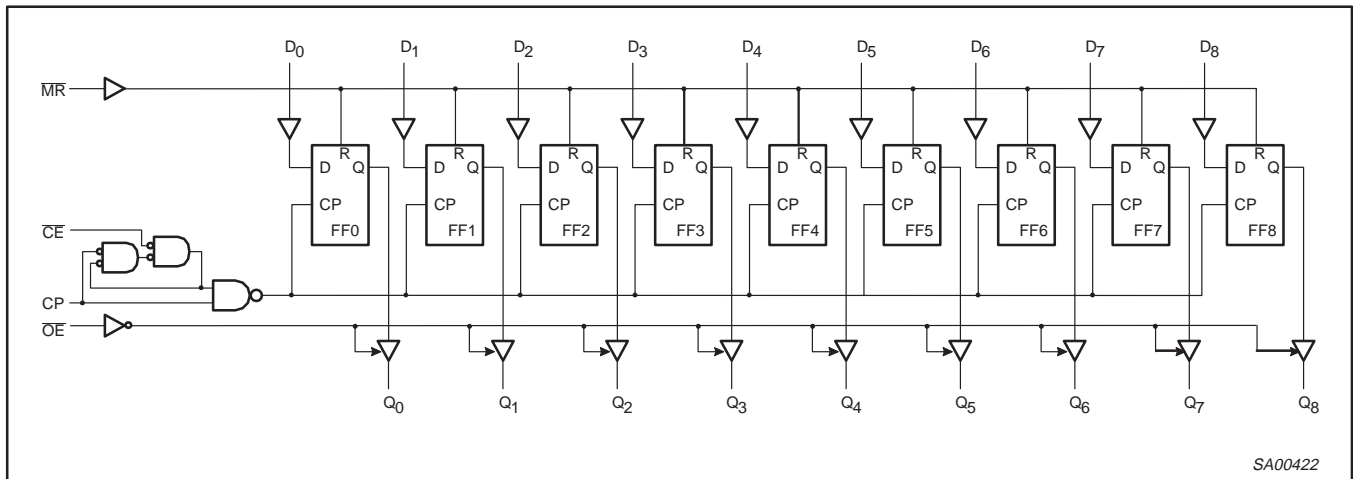 D0 D1 D2 D3 D4 D5 D6 D7 D8
MR
R R R R R R R R R
D Q D Q D Q D Q D Q D Q D Q D Q D Q
CP CP CP CP CP CP CP CP CP
CE
FF0 FF1 FF2 FF3 FF4 FF5 FF6 FF7 FF8
CP
OE
Q0 Q1 Q2 Q3 Q4 Q5 Q6 Q7 Q8
SA00422